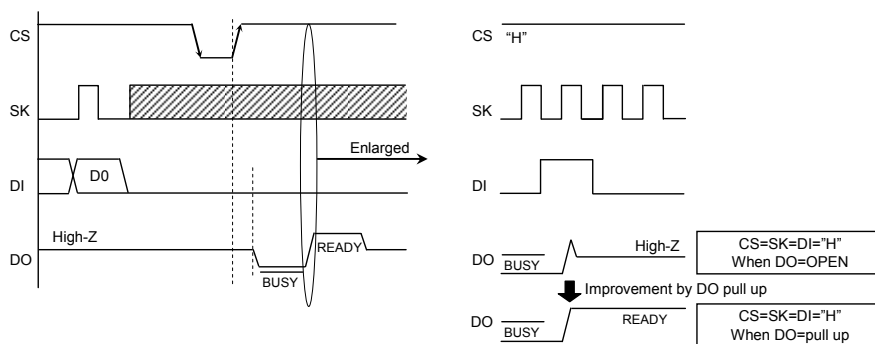 CS
SK
DI
D0
Enlarged
High-Z
DO
BUSY
READY
CS
“H”
SK
DI
DO
BUSY
High-Z
CS=SK=DI=”H”
When DO=OPEN
Improvement by DO pull up
DO
BUSY
READY
CS=SK=DI=”H”
When DO=pull up